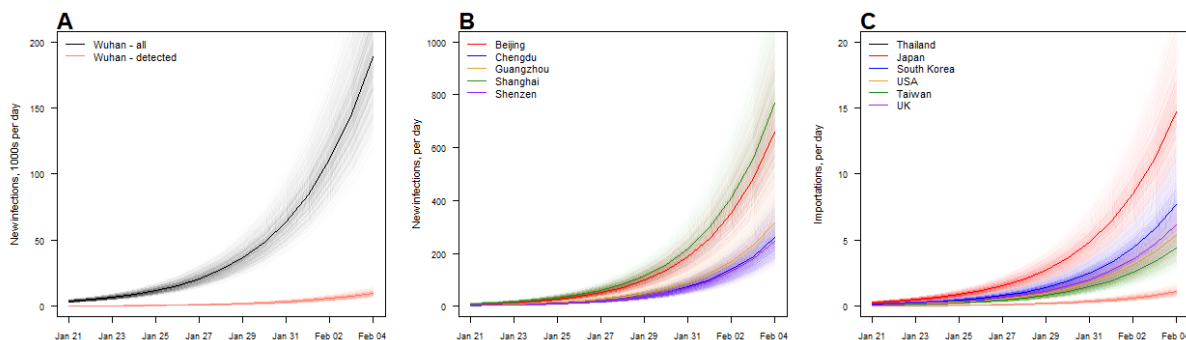 A
Wuhan - all
Wuhan - detected
New infections, 1000s per day
200
150
100
50
0
Jan 21 Jan 23 Jan 25 Jan 27 Jan 29 Jan 31 Feb 02 Feb 04
B
Beijing
Chengdu
Guangzhou
Shanghai
Shenzen
New infections, per day
1000
800
600
400
200
0
Jan 21 Jan 23 Jan 25 Jan 27 Jan 29 Jan 31 Feb 02 Feb 04
C
Thailand
Japan
South Korea
USA
Taiwan
UK
Importations, per day
20
15
10
5
0
Jan 21 Jan 23 Jan 25 Jan 27 Jan 29 Jan 31 Feb 02 Feb 04